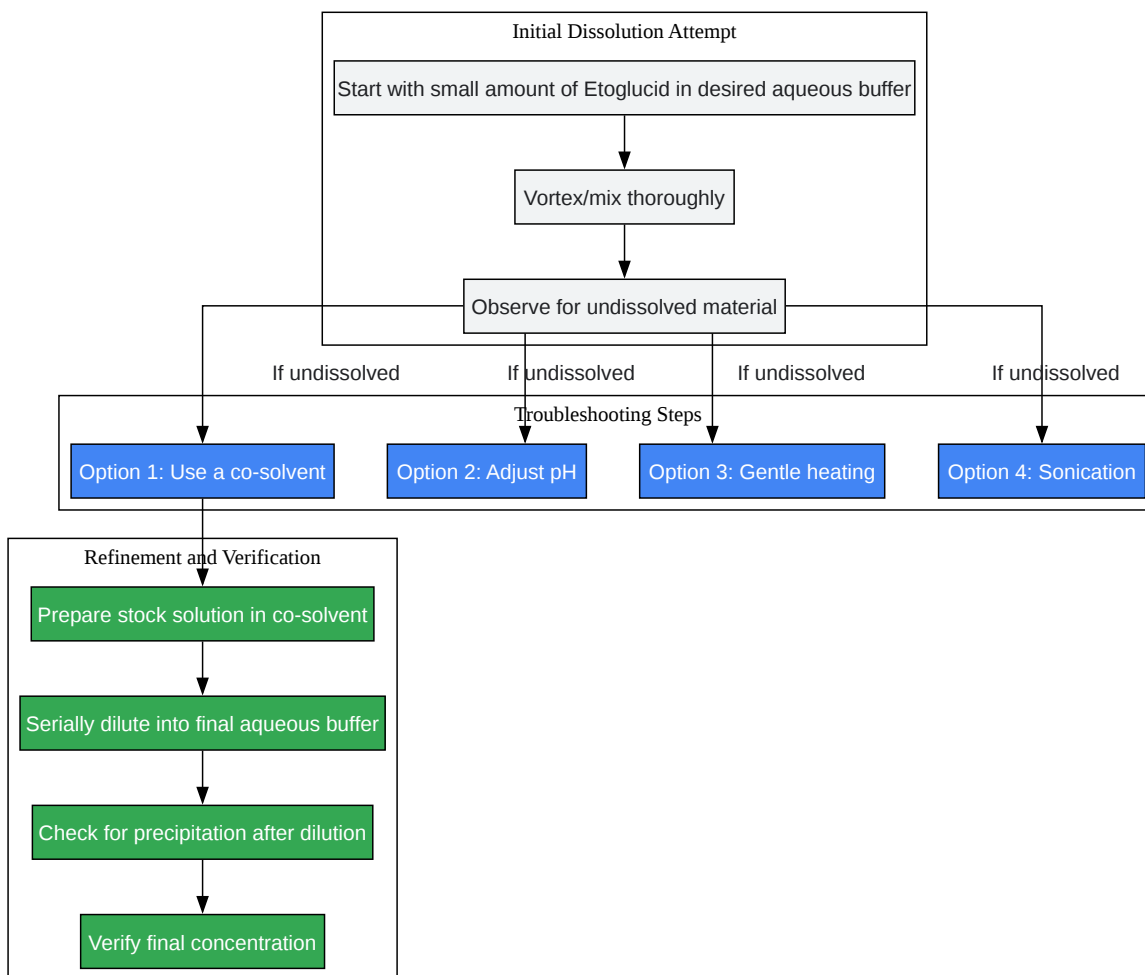 Initial Dissolution Attempt
Start with small amount of Etoglucid in desired aqueous buffer
Vortex/mix thoroughly
Observe for undissolved material
If undissolved
If undissolved
If undissolved
If undissolved
Troubleshooting Steps
Option 1: Use a co-solvent
Option 2: Adjust pH
Option 3: Gentle heating
Option 4: Sonication
Refinement and Verification
Prepare stock solution in co-solvent
Serially dilute into final aqueous buffer
Check for precipitation after dilution
Verify final concentration